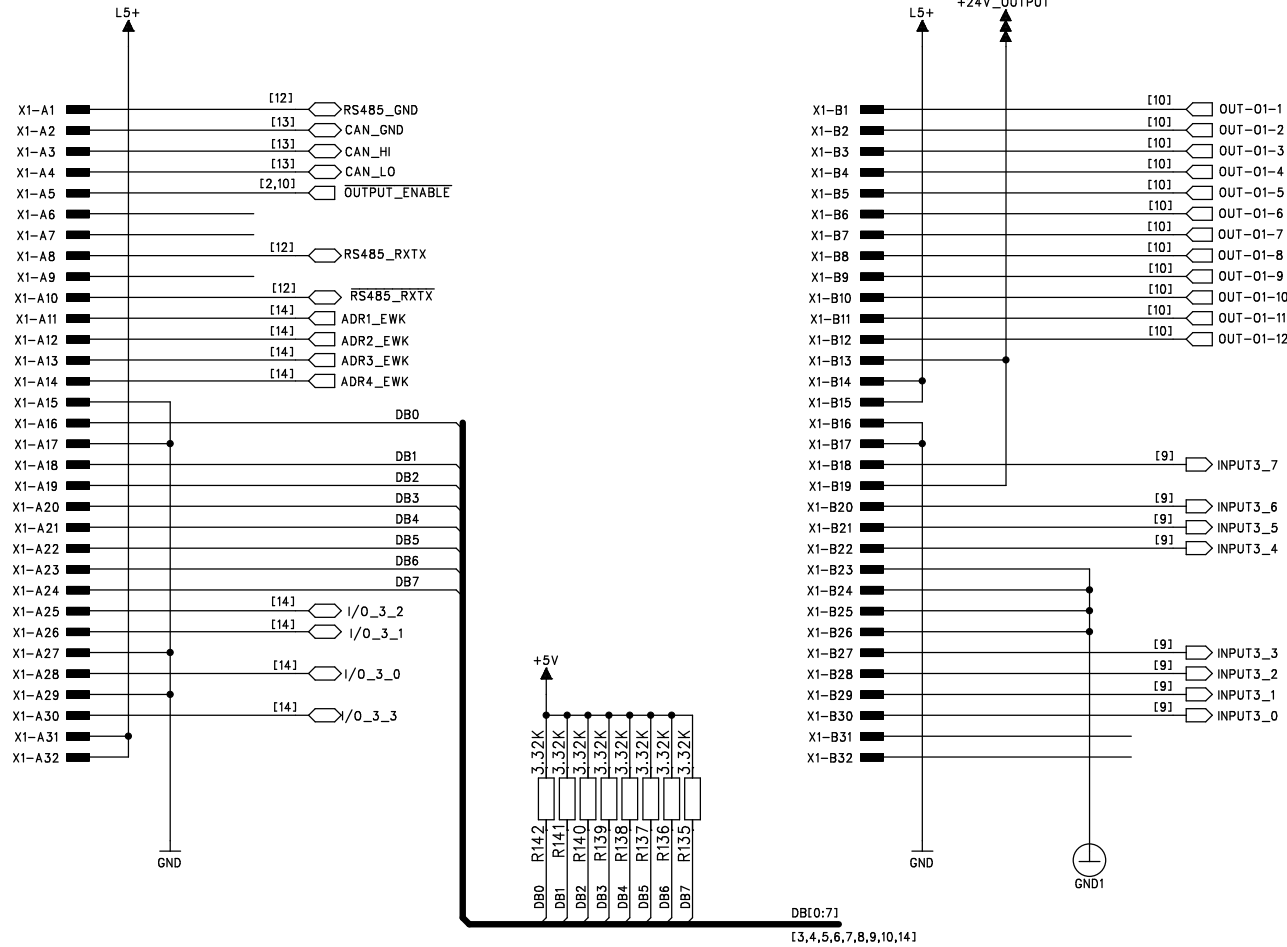 L5+
X1-A1 [12] RS485_GND
X1-A2 [13] CAN_GND
X1-A3 [13] CAN_HI
X1-A4 [13] CAN_LO
X1-A5 [2,10] OUTPUT_ENABLE
X1-A6
X1-A7
X1-A8 [12] RS485_RXTX
X1-A9
X1-A10 [12] RS485_RXTX
X1-A11 [14] ADR1_EWK
X1-A12 [14] ADR2_EWK
X1-A13 [14] ADR3_EWK
X1-A14 [14] ADR4_EWK
X1-A15
X1-A16 DB0
X1-A17
X1-A18 DB1
X1-A19 DB2
X1-A20 DB3
X1-A21 DB4
X1-A22 DB5
X1-A23 DB6
X1-A24 DB7
X1-A25 [14] I/O_3_2
X1-A26 [14] I/O_3_1
X1-A27
X1-A28 [14] I/O_3_0
X1-A29
X1-A30 [14] I/O_3_3
X1-A31
X1-A32
GND
+5V
3.32K 3.32K 3.32K 3.32K 3.32K 3.32K 3.32K 3.32K
R142 R141 R140 R139 R138 R137 R136 R135
DB0 DB1 DB2 DB3 DB4 DB5 DB6 DB7
DB[0:7]
[3,4,5,6,7,8,9,10,14]
L5+ +24V_OUTPUT
X1-B1 [10] OUT-01-1
X1-B2 [10] OUT-01-2
X1-B3 [10] OUT-01-3
X1-B4 [10] OUT-01-4
X1-B5 [10] OUT-01-5
X1-B6 [10] OUT-01-6
X1-B7 [10] OUT-01-7
X1-B8 [10] OUT-01-8
X1-B9 [10] OUT-01-9
X1-B10 [10] OUT-01-10
X1-B11 [10] OUT-01-11
X1-B12 [10] OUT-01-12
X1-B13
X1-B14
X1-B15
X1-B16
X1-B17
X1-B18 [9] INPUT3_7
X1-B19
X1-B20 [9] INPUT3_6
X1-B21 [9] INPUT3_5
X1-B22 [9] INPUT3_4
X1-B23
X1-B24
X1-B25
X1-B26
X1-B27 [9] INPUT3_3
X1-B28 [9] INPUT3_2
X1-B29 [9] INPUT3_1
X1-B30 [9] INPUT3_0
X1-B31
X1-B32
GND
GND1